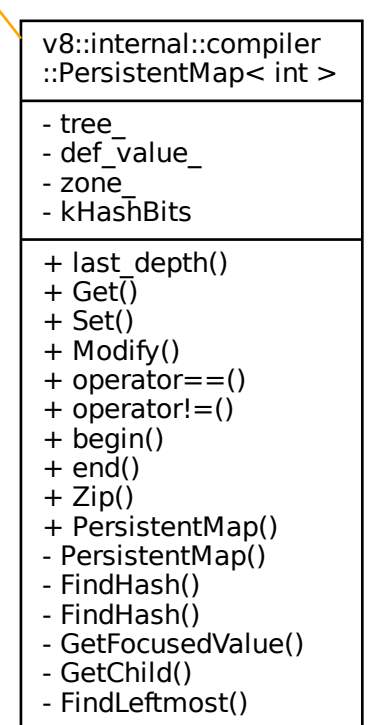 v8::internal::compiler
::PersistentMap< int >
- tree_
- def_value_
- zone_
- kHashBits
+ last_depth()
+ Get()
+ Set()
+ Modify()
+ operator==()
+ operator!=()
+ begin()
+ end()
+ Zip()
+ PersistentMap()
- PersistentMap()
- FindHash()
- FindHash()
- GetFocusedValue()
- GetChild()
- FindLeftmost()